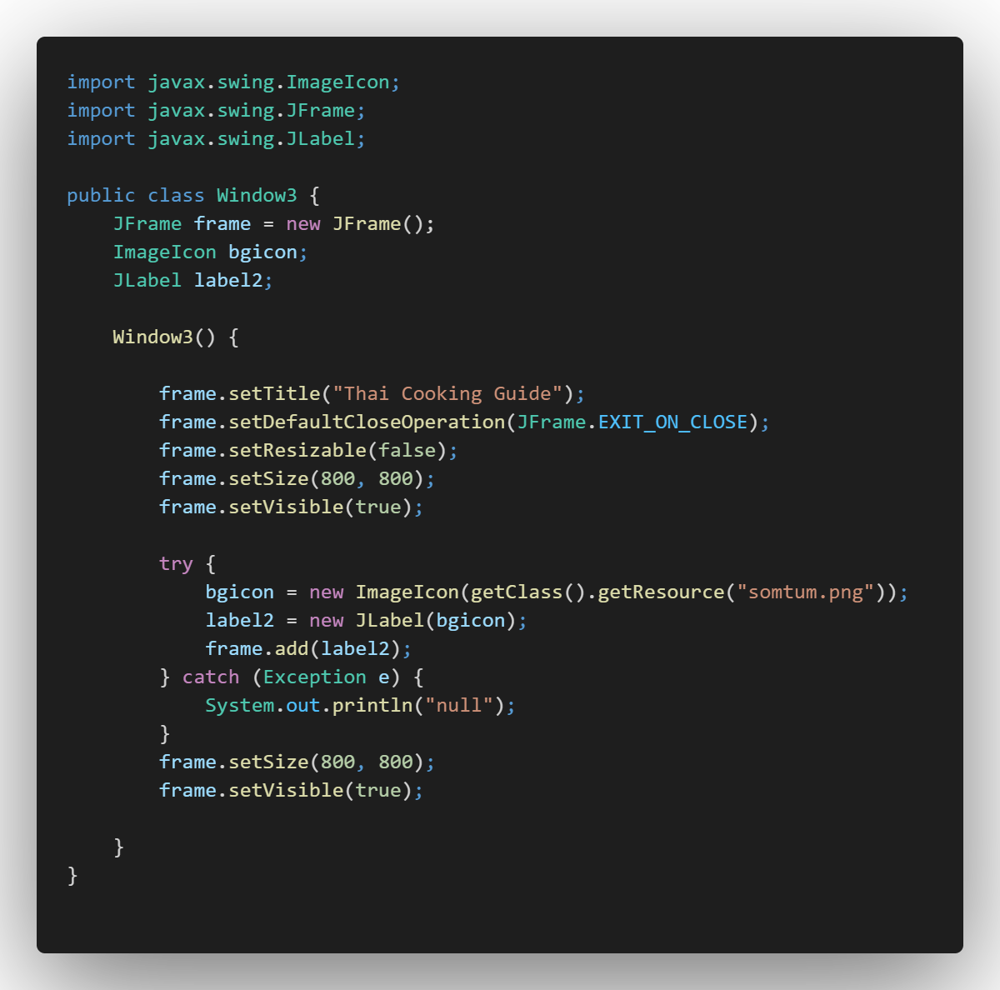 import javax.swing.ImageIcon;
import javax.swing.JFrame;
import javax.swing.JLabel;

public class Window3 {
    JFrame frame = new JFrame();
    ImageIcon bgicon;
    JLabel label2;

    Window3() {

        frame.setTitle("Thai Cooking Guide");
        frame.setDefaultCloseOperation(JFrame.EXIT_ON_CLOSE);
        frame.setResizable(false);
        frame.setSize(800, 800);
        frame.setVisible(true);

        try {
            bgicon = new ImageIcon(getClass().getResource("somtum.png"));
            label2 = new JLabel(bgicon);
            frame.add(label2);
        } catch (Exception e) {
            System.out.println("null");
        }
        frame.setSize(800, 800);
        frame.setVisible(true);

    }
}